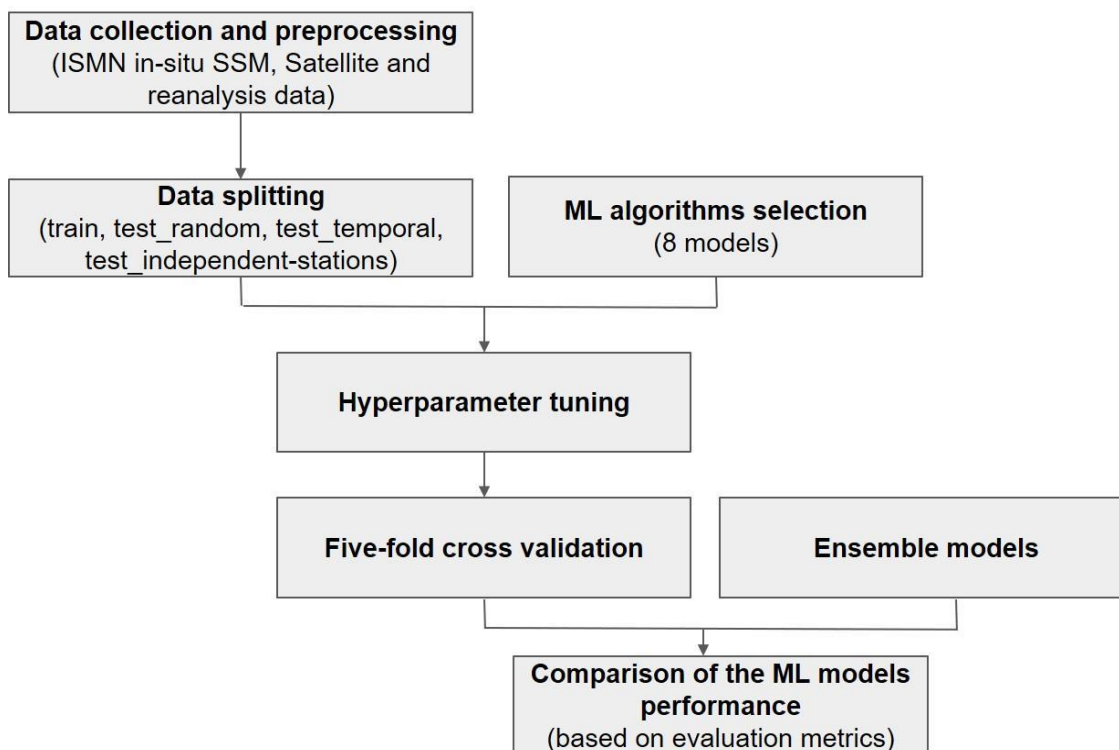 Data collection and preprocessing
(ISMN in-situ SSM, Satellite and
reanalysis data)
Data splitting
(train, test_random, test_temporal,
test_independent-stations)
ML algorithms selection
(8 models)
Hyperparameter tuning
Five-fold cross validation
Ensemble models
Comparison of the ML models
performance
(based on evaluation metrics)